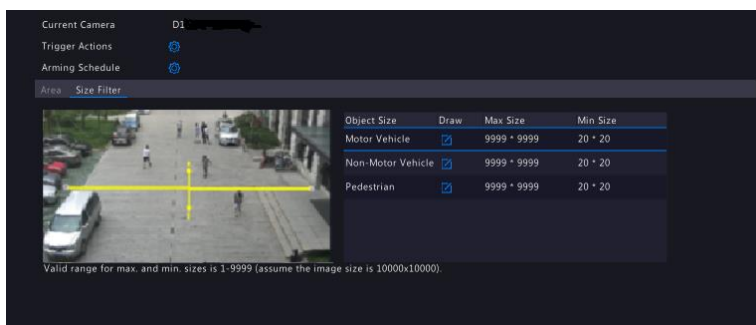 Current Camera D1
Trigger Actions
Arming Schedule
Area Size Filter
Object Size Draw Max Size Min Size
Motor Vehicle 9999 * 9999 20 * 20
Non-Motor Vehicle 9999 * 9999 20 * 20
Pedestrian 9999 * 9999 20 * 20
Valid range for max. and min. sizes is 1-9999 (assume the image size is 10000x10000).